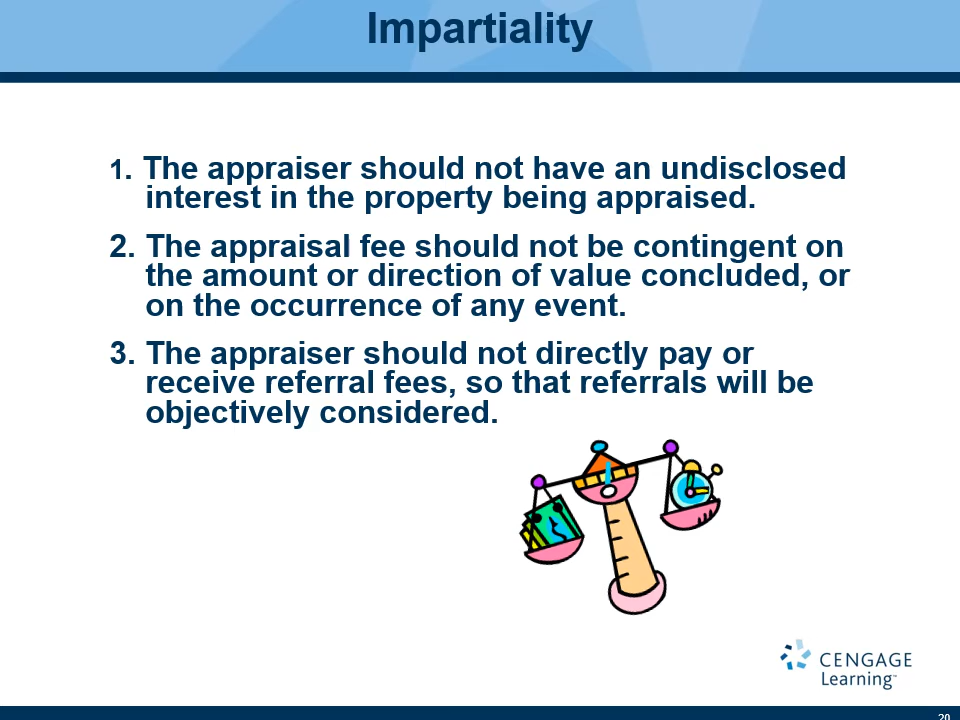 Impartiality
1. The appraiser should not have an undisclosed
interest in the property being appraised.
2. The appraisal fee should not be contingent on
the amount or direction of value concluded, or
on the occurrence of any event.
3. The appraiser should not directly pay or
receive referral fees, so that referrals will be
objectively considered.
CENGAGE
Learning™
20